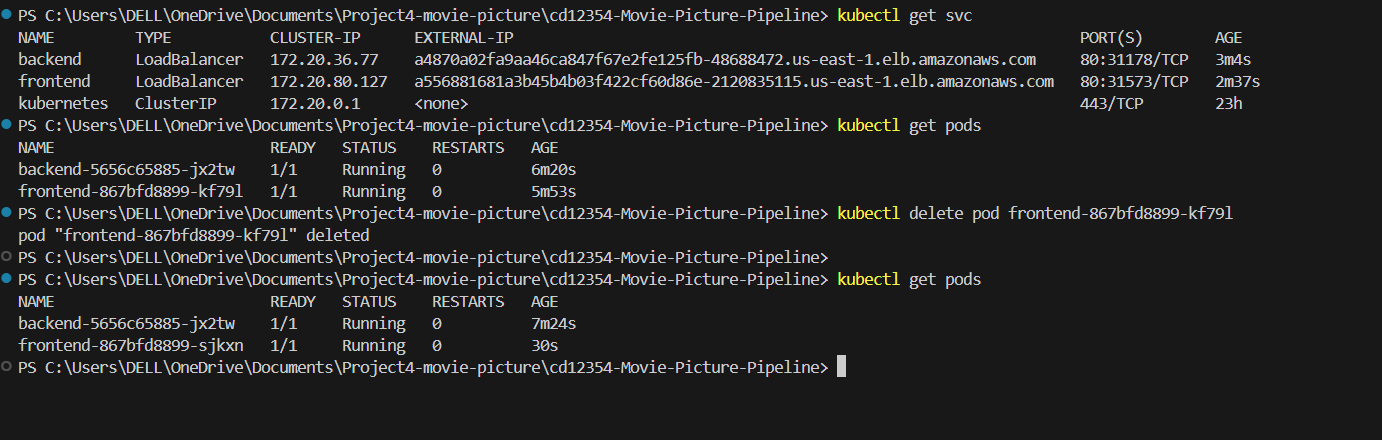 PS C:\Users\DELL\OneDrive\Documents\Project4-movie-picture\cd12354-Movie-Picture-Pipeline> kubectl get svc
NAME TYPE CLUSTER-IP EXTERNAL-IP PORT(S) AGE
backend LoadBalancer 172.20.36.77 a4870a02fa9aa46ca847f67e2fe125fb-48688472.us-east-1.elb.amazonaws.com 80:31178/TCP 3m4s
frontend LoadBalancer 172.20.80.127 a556881681a3b45b4b03f422cf60d86e-2120835115.us-east-1.elb.amazonaws.com 80:31573/TCP 2m37s
kubernetes ClusterIP 172.20.0.1 <none> 443/TCP 23h
PS C:\Users\DELL\OneDrive\Documents\Project4-movie-picture\cd12354-Movie-Picture-Pipeline> kubectl get pods
NAME READY STATUS RESTARTS AGE
backend-5656c65885-jx2tw 1/1 Running 0 6m20s
frontend-867bfd8899-kf79l 1/1 Running 0 5m53s
PS C:\Users\DELL\OneDrive\Documents\Project4-movie-picture\cd12354-Movie-Picture-Pipeline> kubectl delete pod frontend-867bfd8899-kf79l
pod "frontend-867bfd8899-kf79l" deleted
PS C:\Users\DELL\OneDrive\Documents\Project4-movie-picture\cd12354-Movie-Picture-Pipeline>
PS C:\Users\DELL\OneDrive\Documents\Project4-movie-picture\cd12354-Movie-Picture-Pipeline> kubectl get pods
NAME READY STATUS RESTARTS AGE
backend-5656c65885-jx2tw 1/1 Running 0 7m24s
frontend-867bfd8899-sjkxn 1/1 Running 0 30s
PS C:\Users\DELL\OneDrive\Documents\Project4-movie-picture\cd12354-Movie-Picture-Pipeline>